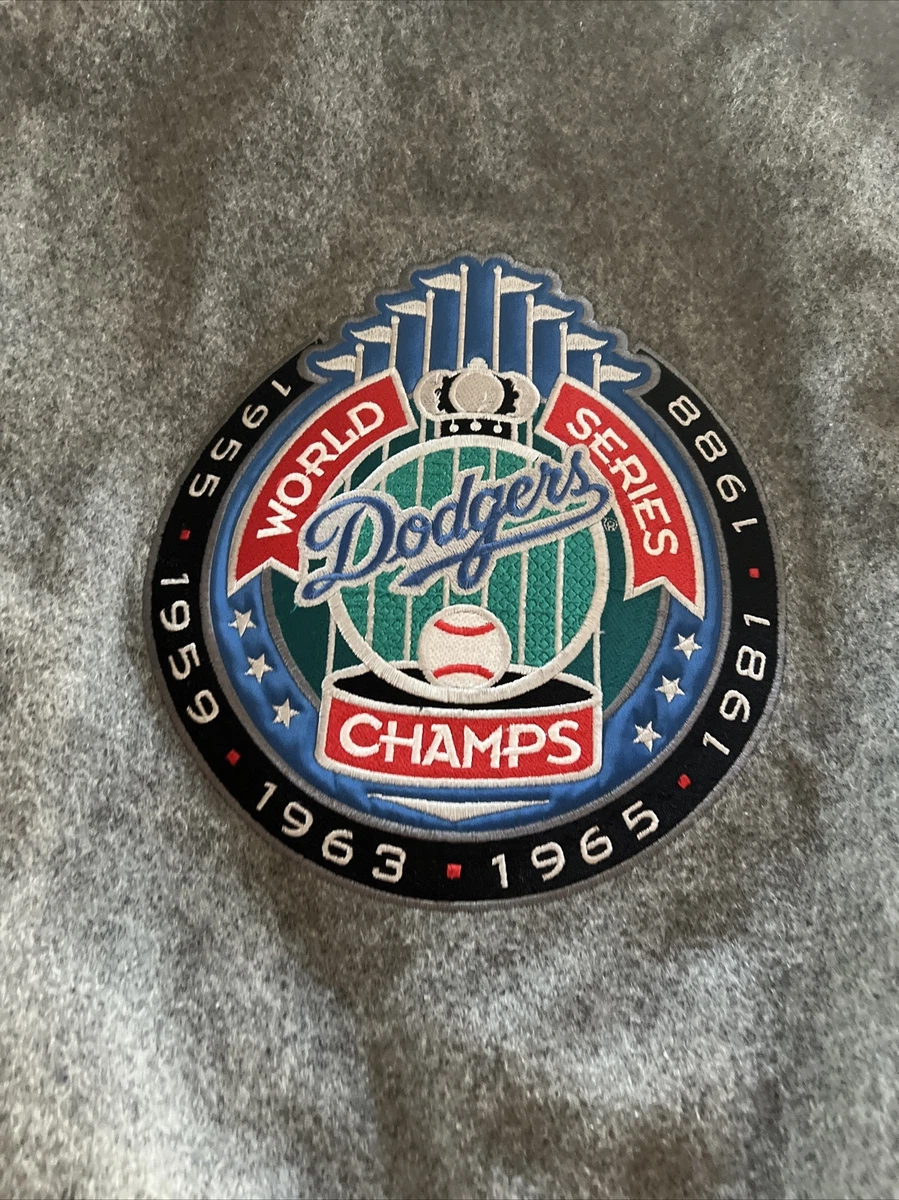 WORLD
SERIES
Dodgers
®
CHAMPS
1955 ▪ 1959 ▪ 1963 ▪ 1965 ▪ 1981 ▪ 1988